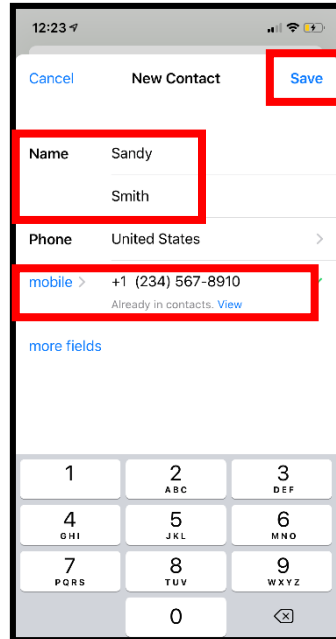 12:23
Cancel New Contact Save
Name Sandy
Smith
Phone United States
mobile +1 (234) 567-8910
Already in contacts. View
more fields
1 2 3
ABC DEF
4 5 6
GHI JKL MNO
7 8 9
PQRS TUV WXYZ
0